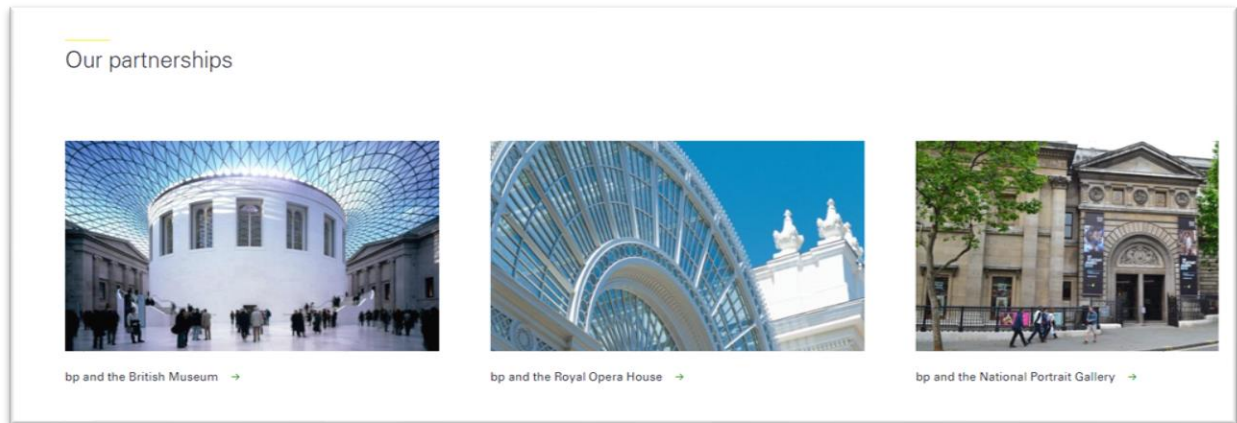 Our partnerships
bp and the British Museum →
bp and the Royal Opera House →
bp and the National Portrait Gallery →